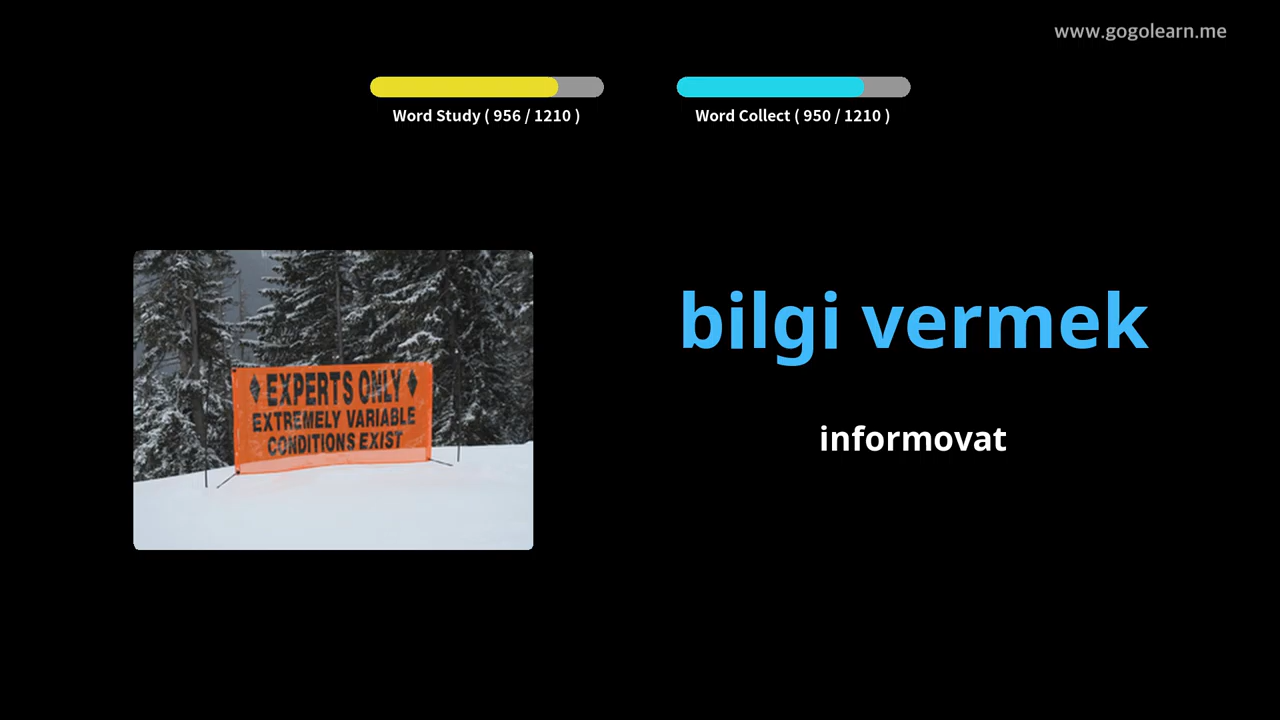 www.gogolearn.me
Word Study ( 956 / 1210 )
Word Collect ( 950 / 1210 )
EXPERTS ONLY
EXTREMELY VARIABLE
CONDITIONS EXIST
bilgi vermek
informovat